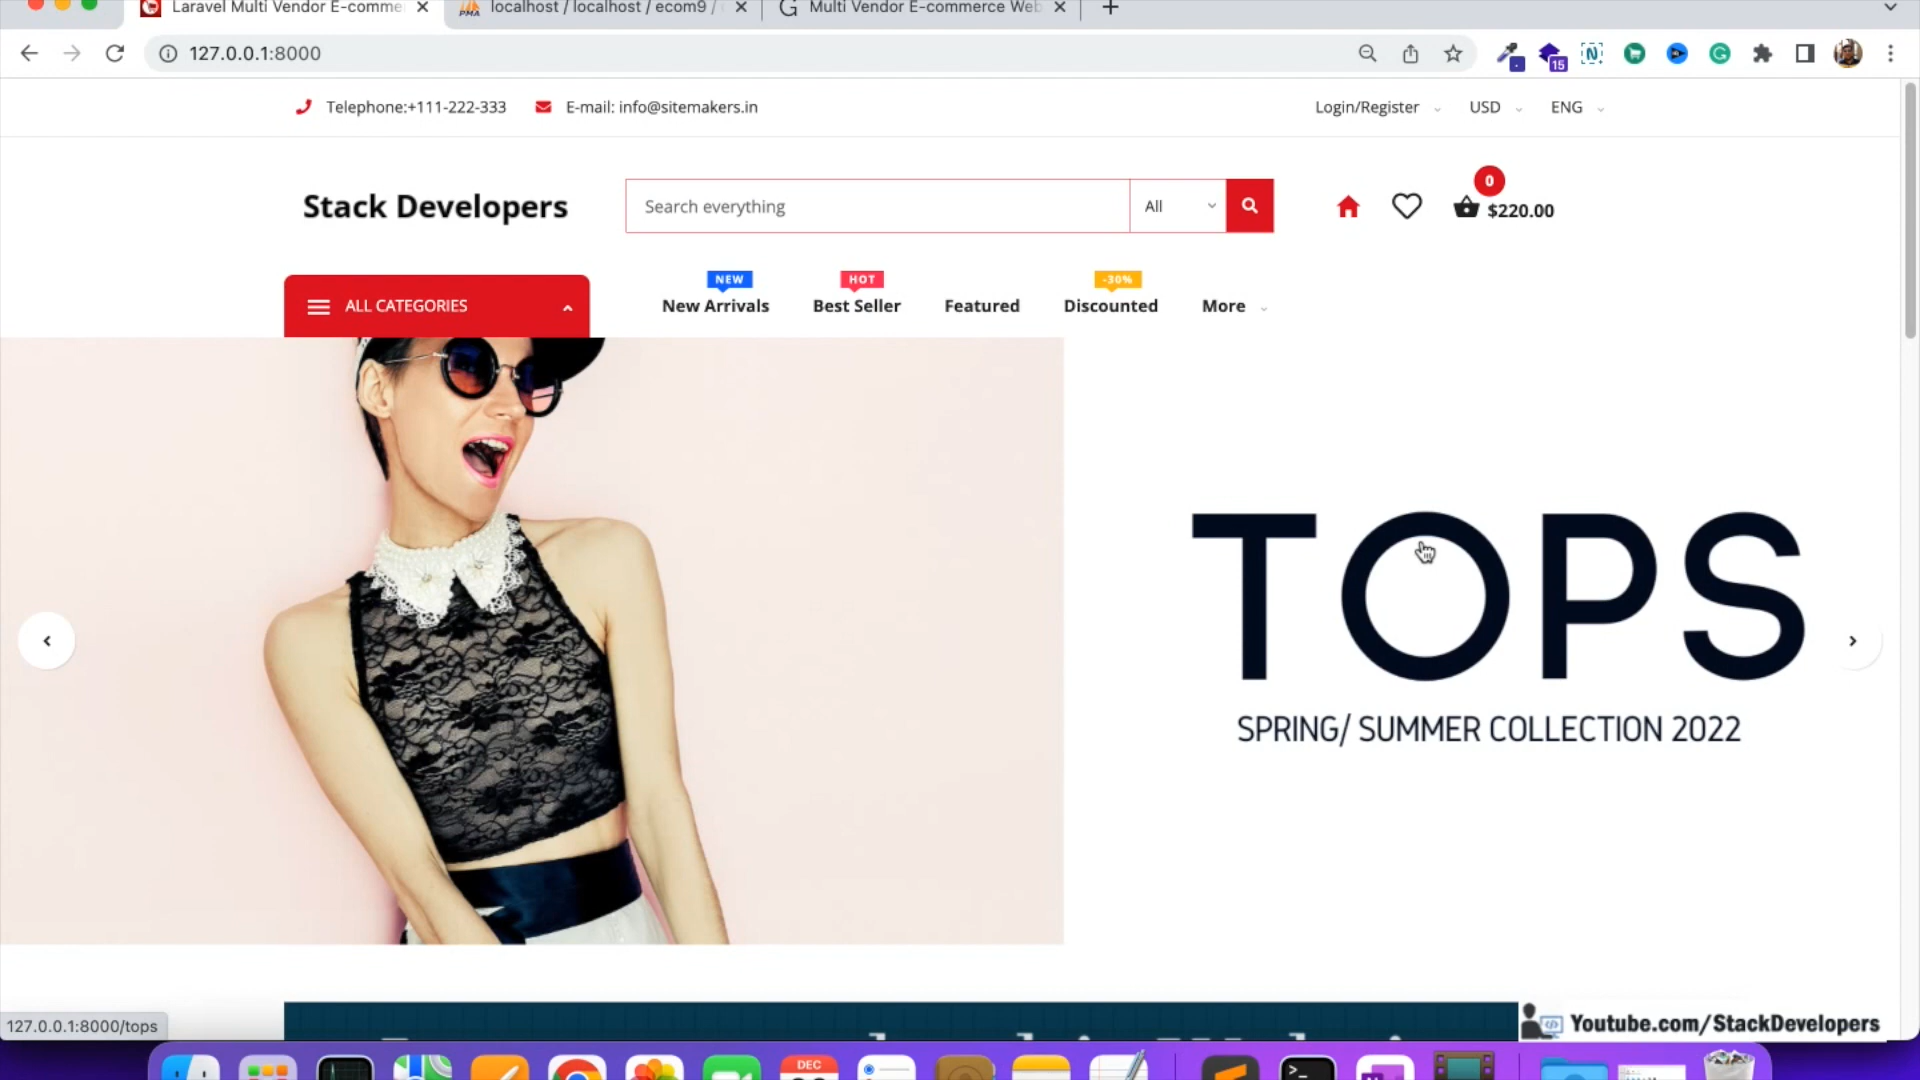 Laravel Multi Vendor E-comme
localhost / localhost / ecom9 /
Multi Vendor E-commerce Web
127.0.0.1:8000
15
Telephone:+111-222-333
E-mail: info@sitemakers.in
Login/Register
USD
ENG
Stack Developers
Search everything
All
0
$220.00
ALL CATEGORIES
NEW
New Arrivals
HOT
Best Seller
Featured
-30%
Discounted
More
TOPS
SPRING/ SUMMER COLLECTION 2022
127.0.0.1:8000/tops
Youtube.com/StackDevelopers
DEC